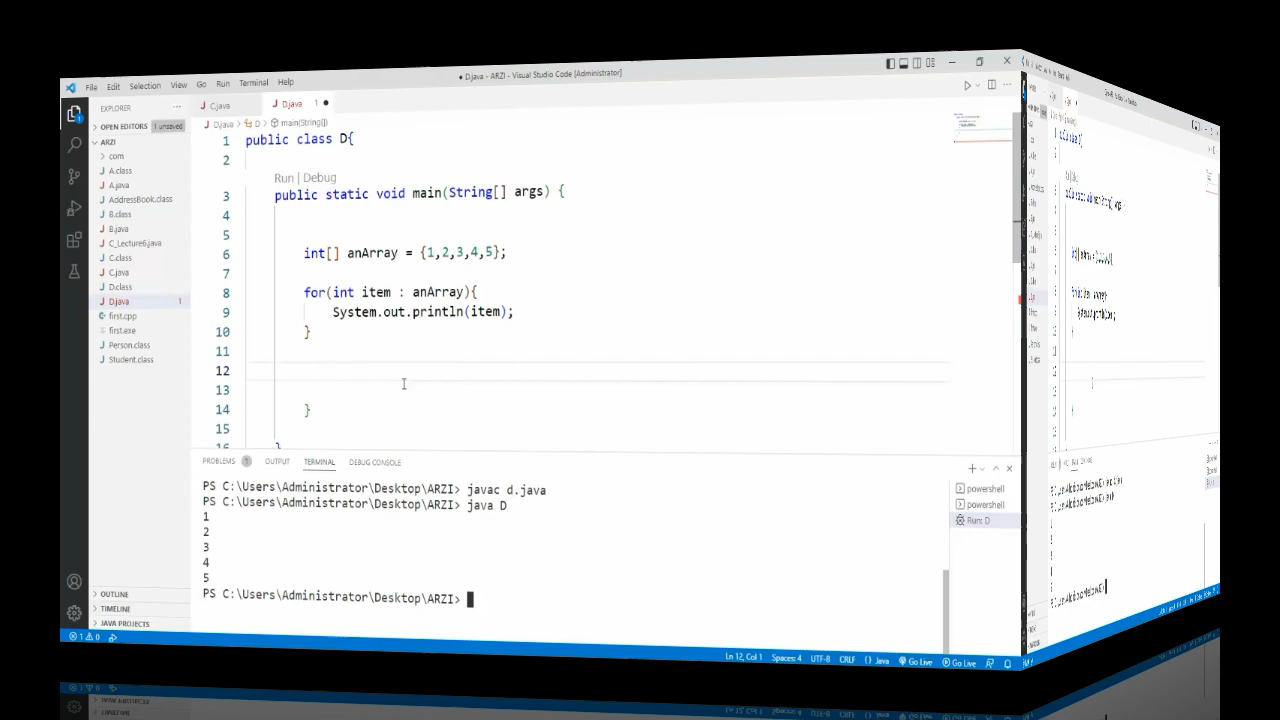 File Edit Selection View Go Run Terminal Help
● D.java - ARZI - Visual Studio Code [Administrator]
EXPLORER
OPEN EDITORS 1 unsaved
ARZI
com
A.class
A.java
AddressBook.class
B.class
B.java
C_Lecture6.java
C.class
C.java
D.class
D.java 1
first.cpp
first.exe
Person.class
Student.class
OUTLINE
TIMELINE
JAVA PROJECTS
C.java D.java 1 ●
D.java > D > main(String[])
1 public class D{
2
Run | Debug
3 public static void main(String[] args) {
4
5
6 int[] anArray = {1,2,3,4,5};
7
8 for(int item : anArray){
9 System.out.println(item);
10 }
11
12
13
14 }
15
16 }
PROBLEMS 1 OUTPUT TERMINAL DEBUG CONSOLE
PS C:\Users\Administrator\Desktop\ARZI> javac d.java
PS C:\Users\Administrator\Desktop\ARZI> java D
1
2
3
4
5
PS C:\Users\Administrator\Desktop\ARZI>
powershell
powershell
Run: D
1 0
Ln 12, Col 1 Spaces: 4 UTF-8 CRLF {} Java Go Live Go Live